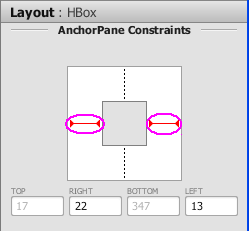 Layout : HBox
AnchorPane Constraints
TOP RIGHT BOTTOM LEFT
17 22 347 13